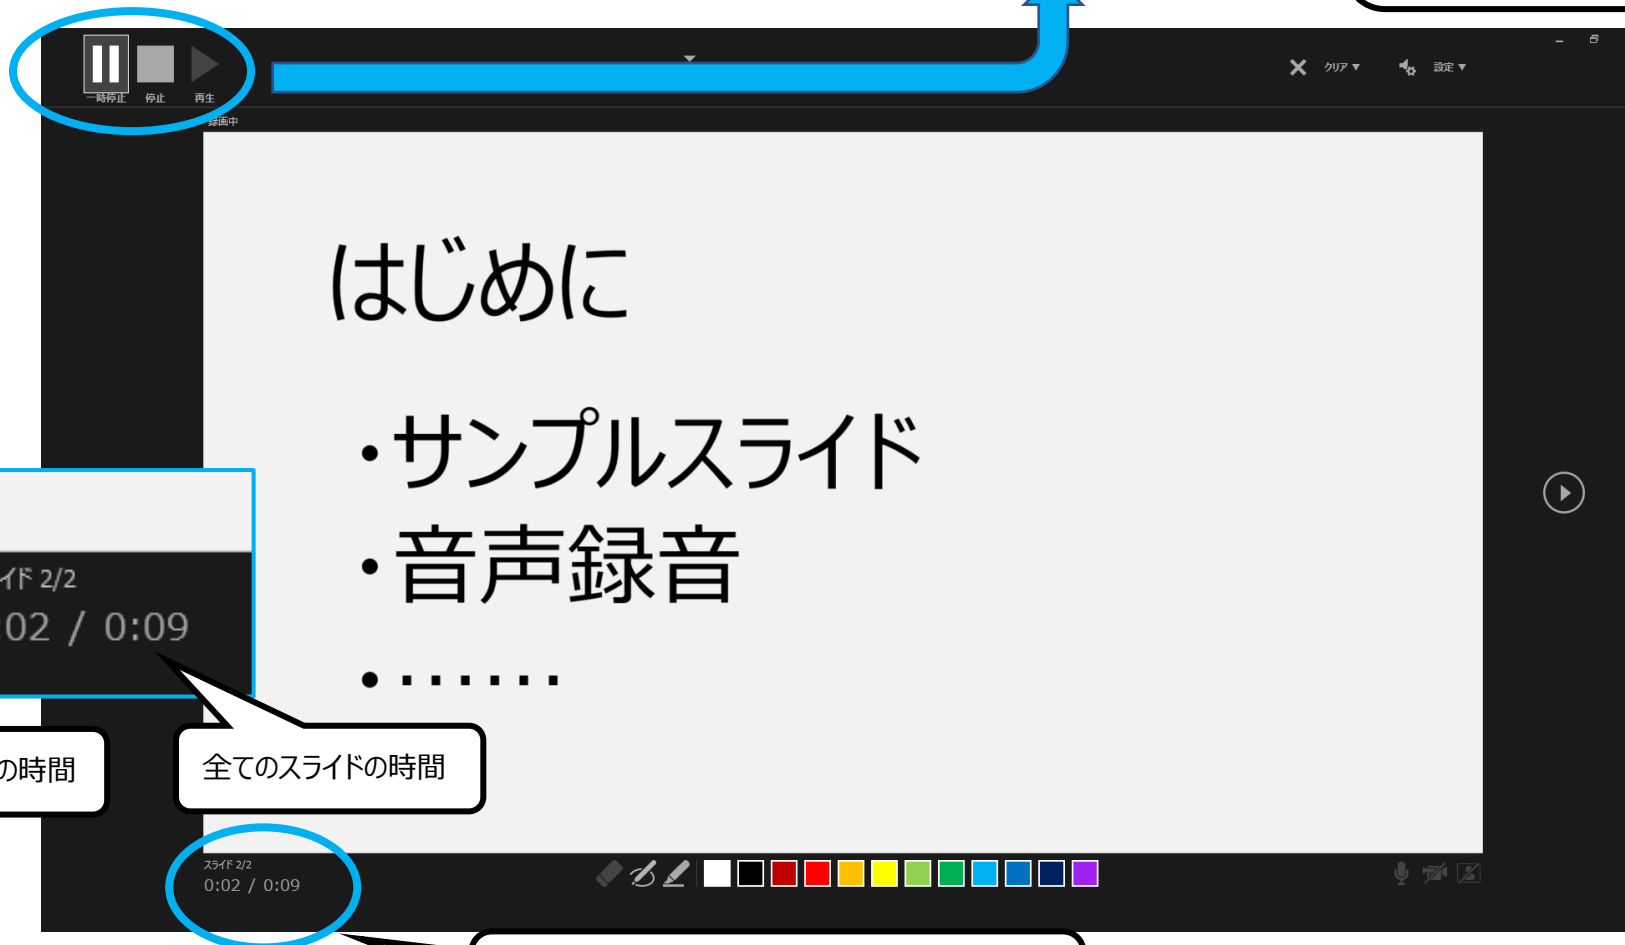 一時停止 停止 再生
クリア ▼ 設定 ▼
録画中
はじめに
・サンプルスライド
・音声録音
・……
イド 2/2
02 / 0:09
の時間
全てのスライドの時間
スライド 2/2
0:02 / 0:09